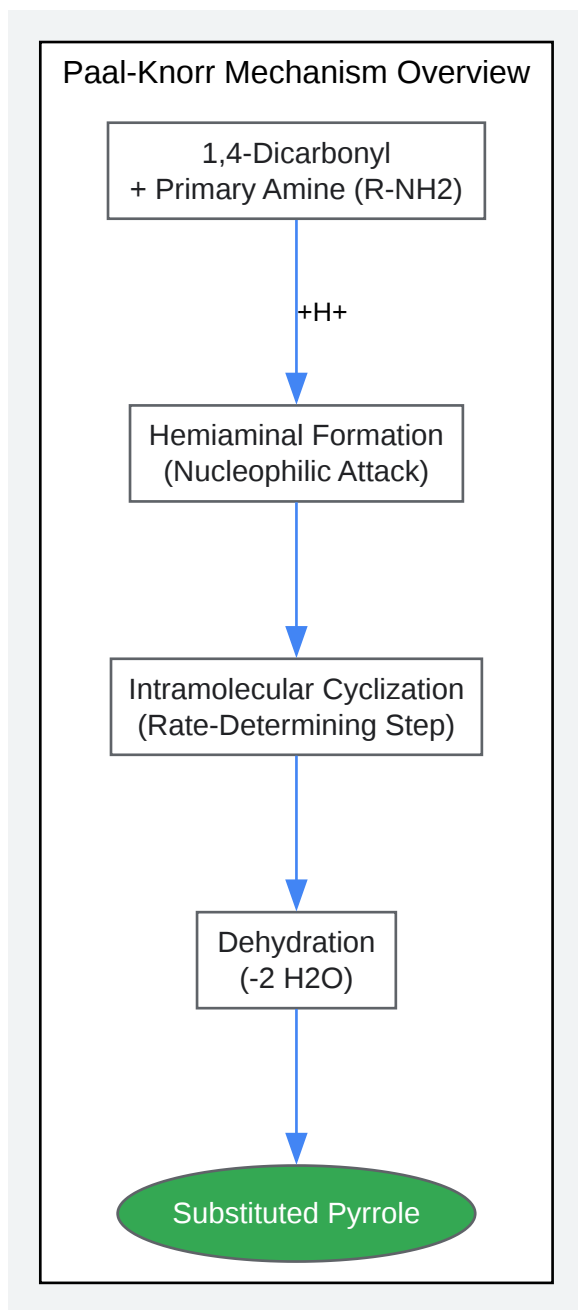 Paal-Knorr Mechanism Overview
1,4-Dicarbonyl
+ Primary Amine (R-NH2)
+H+
Hemiaminal Formation
(Nucleophilic Attack)
Intramolecular Cyclization
(Rate-Determining Step)
Dehydration
(-2 H2O)
Substituted Pyrrole